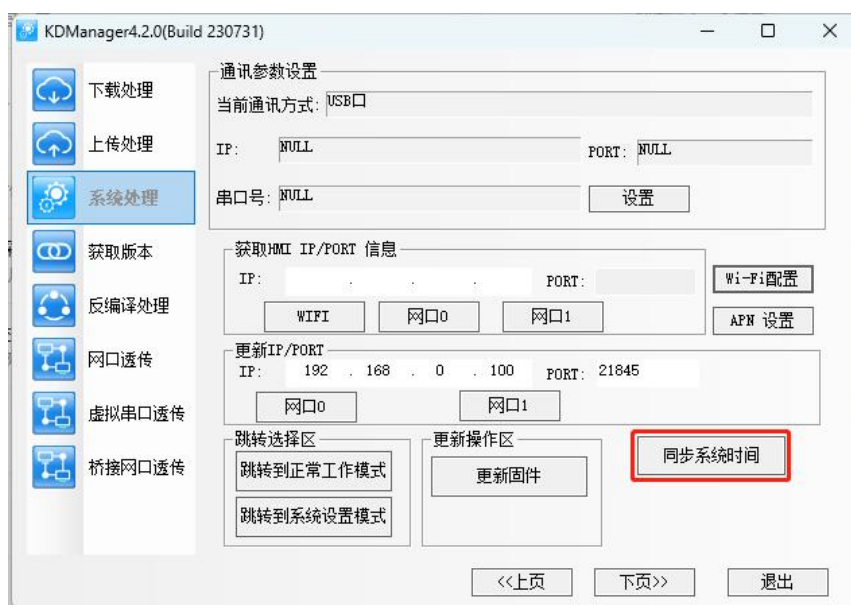 KDManager4.2.0(Build 230731)
下载处理
上传处理
系统处理
获取版本
反编译处理
网口透传
虚拟串口透传
桥接网口透传
通讯参数设置
当前通讯方式: USB口
IP: NULL PORT: NULL
串口号: NULL 设置
获取HMI IP/PORT 信息
IP: . . . PORT:
WIFI 网口0 网口1
Wi-Fi配置
APN 设置
更新IP/PORT
IP: 192 . 168 . 0 . 100 PORT: 21845
网口0 网口1
跳转选择区
跳转到正常工作模式
跳转到系统设置模式
更新操作区
更新固件
同步系统时间
<<上页 下页>> 退出